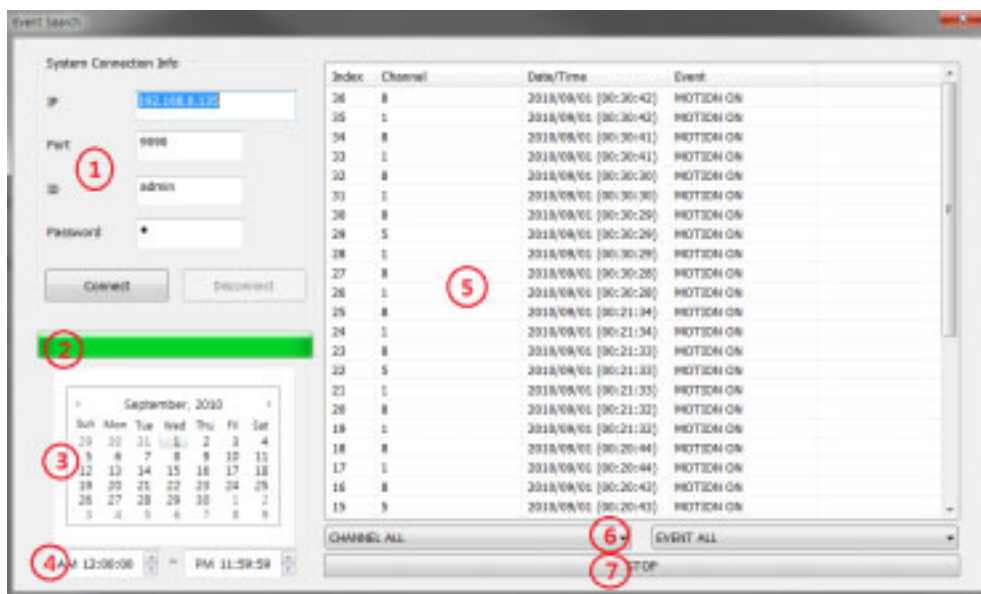 Event Search
System Connection Info
IP 192.168.0.135
Port 9090
ID admin
Password
Connect Disconnect
1
2
3
4
5
6
7
September, 2010
Sun Mon Tue Wed Thu Fri Sat
29 30 31 1 2 3 4
5 6 7 8 9 10 11
12 13 14 15 16 17 18
19 20 21 22 23 24 25
26 27 28 29 30 1 2
3 4 5 6 7 8 9
AM 12:00:00 ~ PM 11:59:59
Index Channel Date/Time Event
36 8 2010/09/01 [00:30:42] MOTION ON
35 1 2010/09/01 [00:30:42] MOTION ON
34 8 2010/09/01 [00:30:41] MOTION ON
33 1 2010/09/01 [00:30:41] MOTION ON
32 8 2010/09/01 [00:30:30] MOTION ON
31 1 2010/09/01 [00:30:30] MOTION ON
30 8 2010/09/01 [00:30:29] MOTION ON
29 5 2010/09/01 [00:30:29] MOTION ON
28 1 2010/09/01 [00:30:29] MOTION ON
27 8 2010/09/01 [00:30:28] MOTION ON
26 1 2010/09/01 [00:30:28] MOTION ON
25 8 2010/09/01 [00:21:34] MOTION ON
24 1 2010/09/01 [00:21:34] MOTION ON
23 8 2010/09/01 [00:21:33] MOTION ON
22 5 2010/09/01 [00:21:33] MOTION ON
21 1 2010/09/01 [00:21:33] MOTION ON
20 8 2010/09/01 [00:21:32] MOTION ON
19 1 2010/09/01 [00:21:32] MOTION ON
18 8 2010/09/01 [00:20:44] MOTION ON
17 1 2010/09/01 [00:20:44] MOTION ON
16 8 2010/09/01 [00:20:43] MOTION ON
15 5 2010/09/01 [00:20:43] MOTION ON
CHANNEL ALL EVENT ALL
STOP